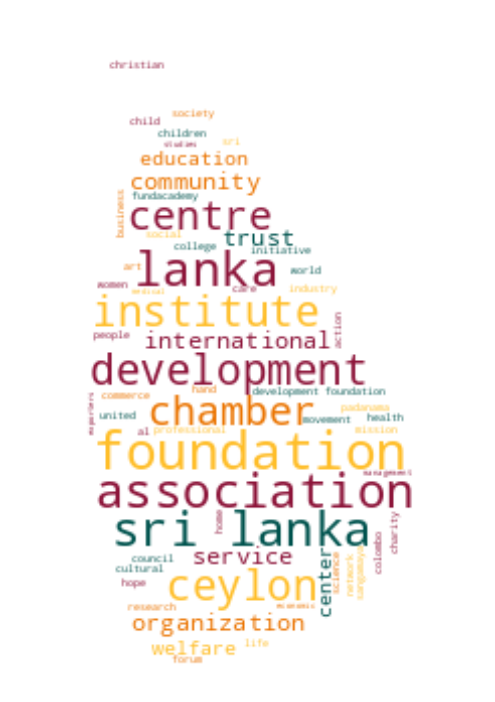 christian
society
child
children
studies
sri
education
community
fundacademy
business
centre
social
trust
college
initiative
lanka
art
world
women
medical
care
industry
institute
action
people
international
development
hand
development foundation
commerce
exporters
chamber
padanama
united
movement
health
al
professional
mission
foundation
management
association
sri lanka
home
charity
service
colombo
council
center
science
network
sangamaya
cultural
hope
ceylon
research
economic
organization
welfare
life
forum